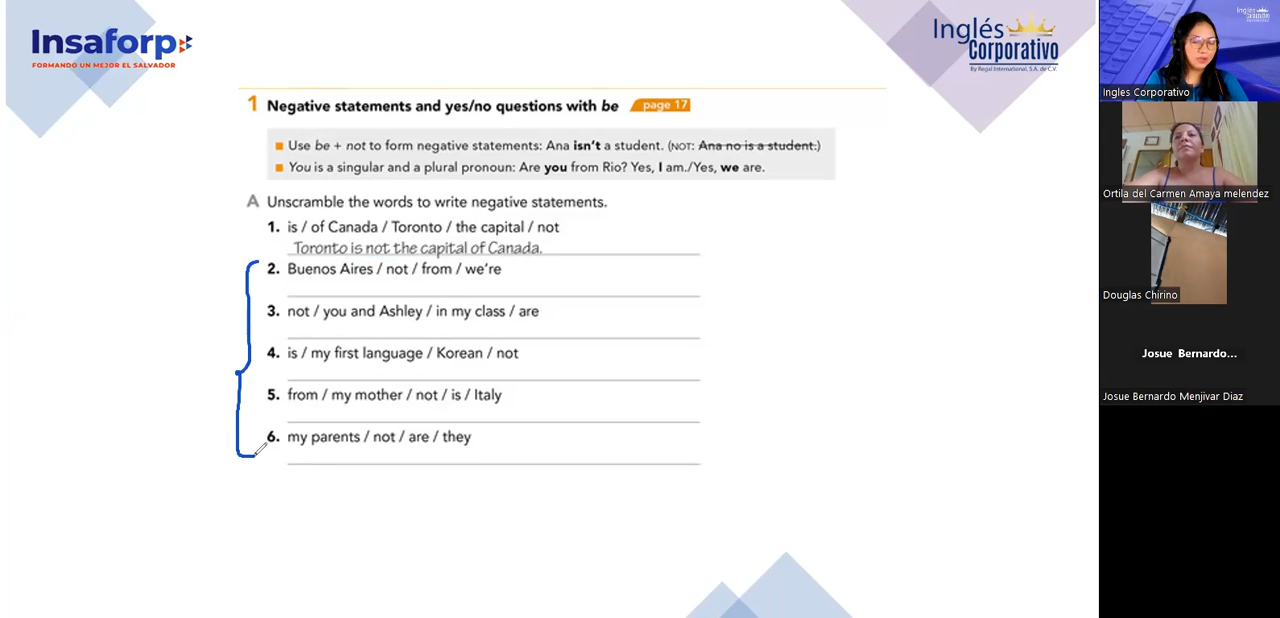 Insaforp
FORMANDO UN MEJOR EL SALVADOR
Inglés
Corporativo
By Regal International, S.A. de C.V.
1 Negative statements and yes/no questions with be page 17
Use be + not to form negative statements: Ana isn't a student. (NOT: Ana no is a student.)
You is a singular and a plural pronoun: Are you from Rio? Yes, I am./Yes, we are.
A Unscramble the words to write negative statements.
1. is / of Canada / Toronto / the capital / not
Toronto is not the capital of Canada.
2. Buenos Aires / not / from / we're
3. not / you and Ashley / in my class / are
4. is / my first language / Korean / not
5. from / my mother / not / is / Italy
6. my parents / not / are / they
Inglés
Ingles Corporativo
Ortila del Carmen Amaya melendez
Douglas Chirino
Josue Bernardo...
Josue Bernardo Menjivar Diaz